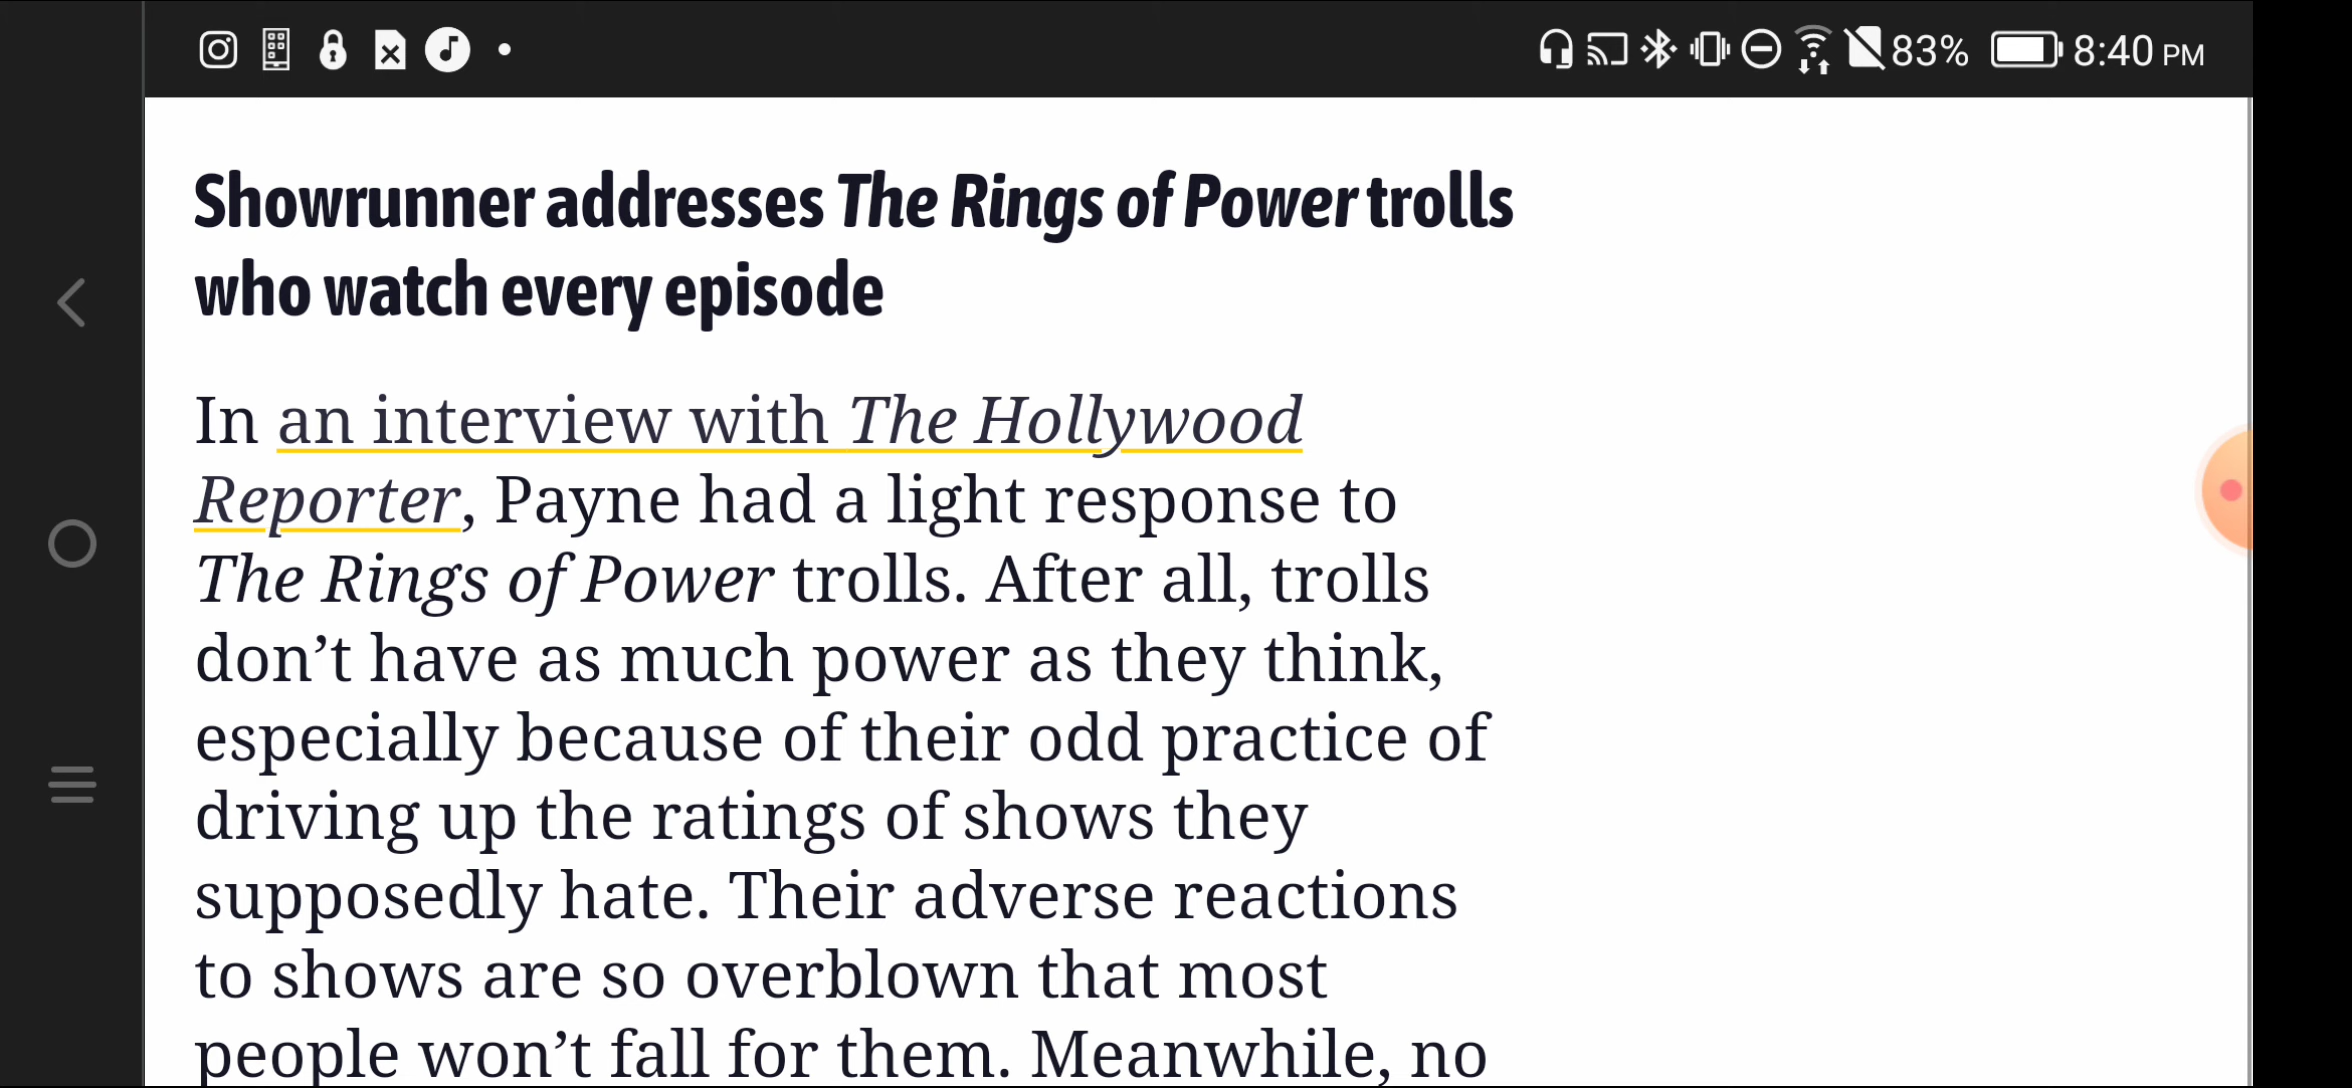 83% 8:40 PM
Showrunner addresses The Rings of Power trolls
who watch every episode
In an interview with The Hollywood
Reporter, Payne had a light response to
The Rings of Power trolls. After all, trolls
don’t have as much power as they think,
especially because of their odd practice of
driving up the ratings of shows they
supposedly hate. Their adverse reactions
to shows are so overblown that most
people won’t fall for them. Meanwhile, no